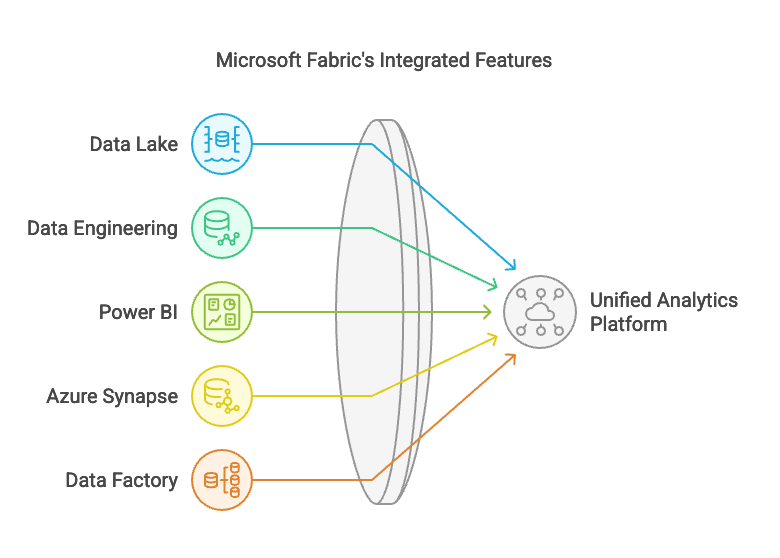 Microsoft Fabric's Integrated Features
Data Lake
Data Engineering
Power BI
Azure Synapse
Data Factory
Unified Analytics
Platform